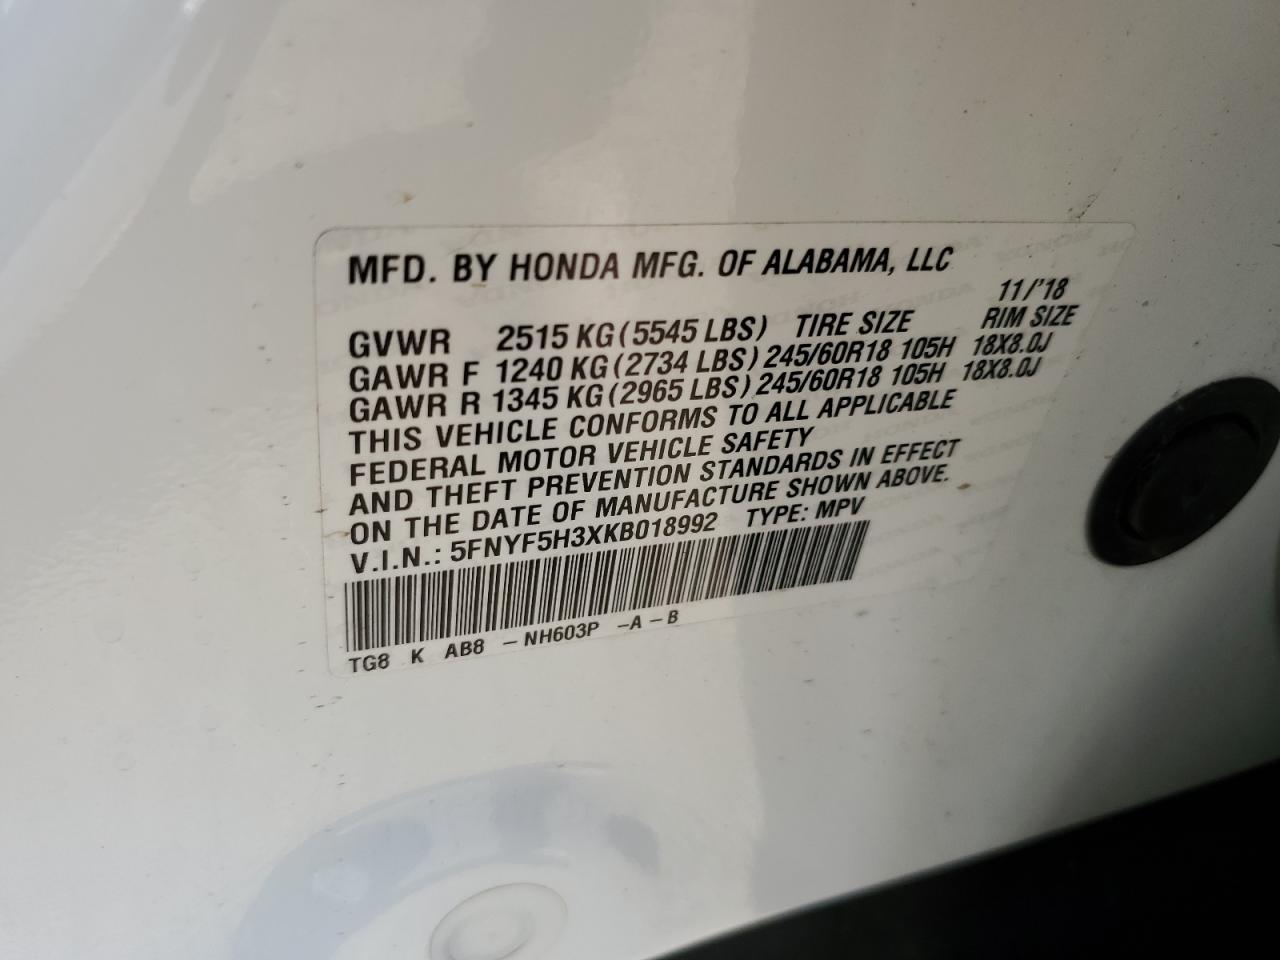 MFD. BY HONDA MFG. OF ALABAMA, LLC
11/'18
GVWR 2515 KG (5545 LBS) TIRE SIZE RIM SIZE
GAWR F 1240 KG (2734 LBS) 245/60R18 105H 18X8.0J
GAWR R 1345 KG (2965 LBS) 245/60R18 105H 18X8.0J
THIS VEHICLE CONFORMS TO ALL APPLICABLE
FEDERAL MOTOR VEHICLE SAFETY
AND THEFT PREVENTION STANDARDS IN EFFECT
ON THE DATE OF MANUFACTURE SHOWN ABOVE.
V.I.N.: 5FNYF5H3XKB018992 TYPE: MPV
TG8 K AB8 – NH603P – A – B